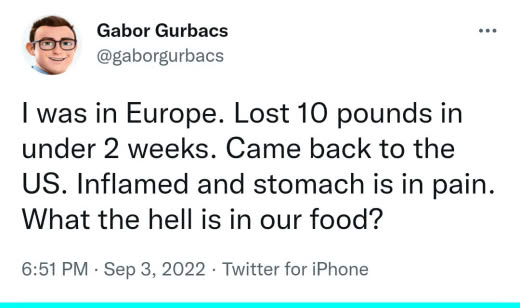 Gabor Gurbacs
@gaborgurbacs
I was in Europe. Lost 10 pounds in
under 2 weeks. Came back to the
US. Inflamed and stomach is in pain.
What the hell is in our food?
6:51 PM · Sep 3, 2022 · Twitter for iPhone